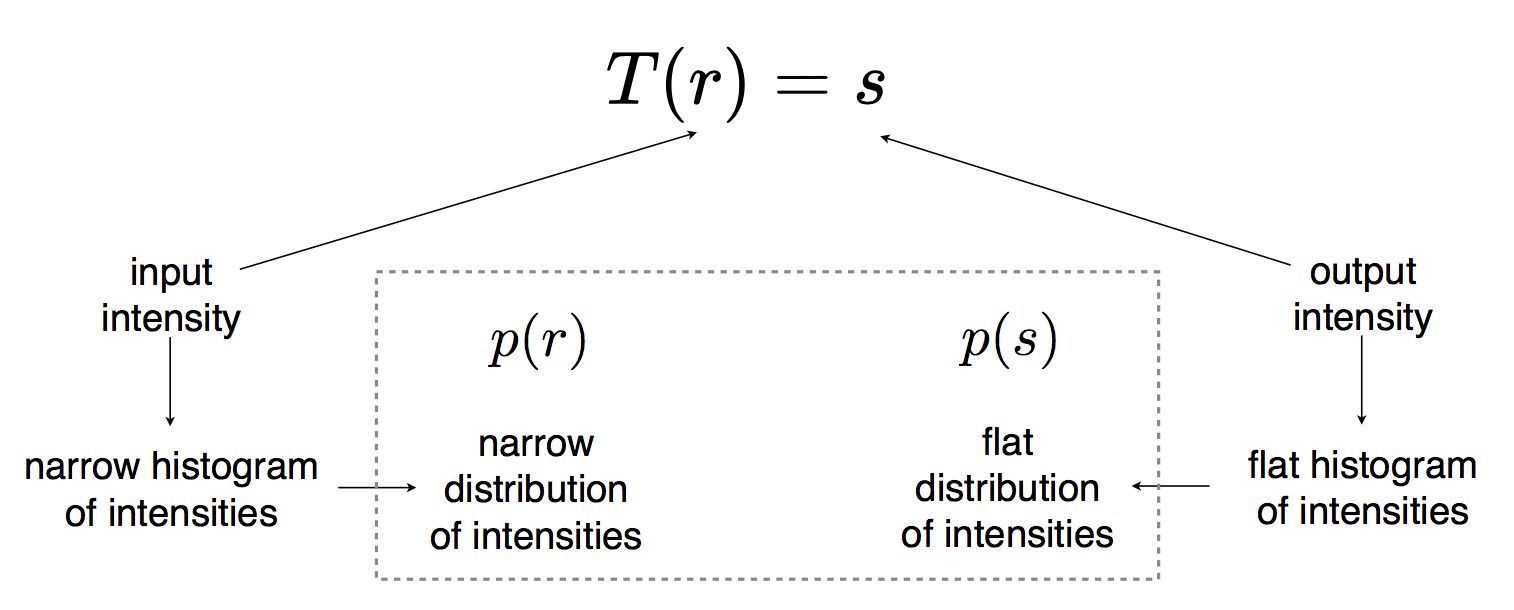 T(r) = s
input
intensity
output
intensity
p(r)
p(s)
narrow histogram
of intensities
narrow
distribution
of intensities
flat
distribution
of intensities
flat histogram
of intensities